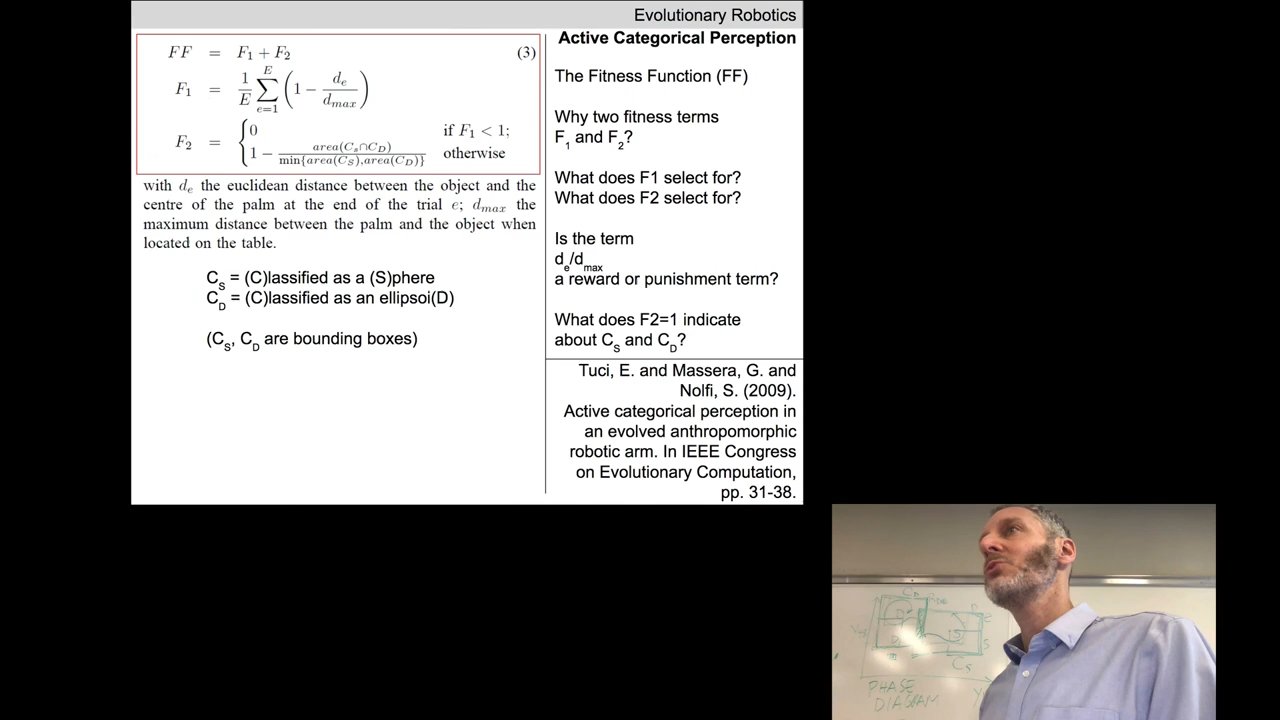 Evolutionary Robotics
FF = F₁ + F₂ (3)
F₁ = 1/E ∑_{e=1}^{E} (1 − d_e/d_max)
F₂ = { 0 if F₁ < 1;
1 − area(C_s∩C_D)/min{area(C_S),area(C_D)} otherwise
with d_e the euclidean distance between the object and the
centre of the palm at the end of the trial e; d_max the
maximum distance between the palm and the object when
located on the table.
C_S = (C)lassified as a (S)phere
C_D = (C)lassified as an ellipsoi(D)
(C_S, C_D are bounding boxes)
Active Categorical Perception
The Fitness Function (FF)
Why two fitness terms
F₁ and F₂?
What does F1 select for?
What does F2 select for?
Is the term
d_e/d_max
a reward or punishment term?
What does F2=1 indicate
about C_S and C_D?
Tuci, E. and Massera, G. and
Nolfi, S. (2009).
Active categorical perception in
an evolved anthropomorphic
robotic arm. In IEEE Congress
on Evolutionary Computation,
pp. 31-38.
C_S
PHASE
DIAGRAM